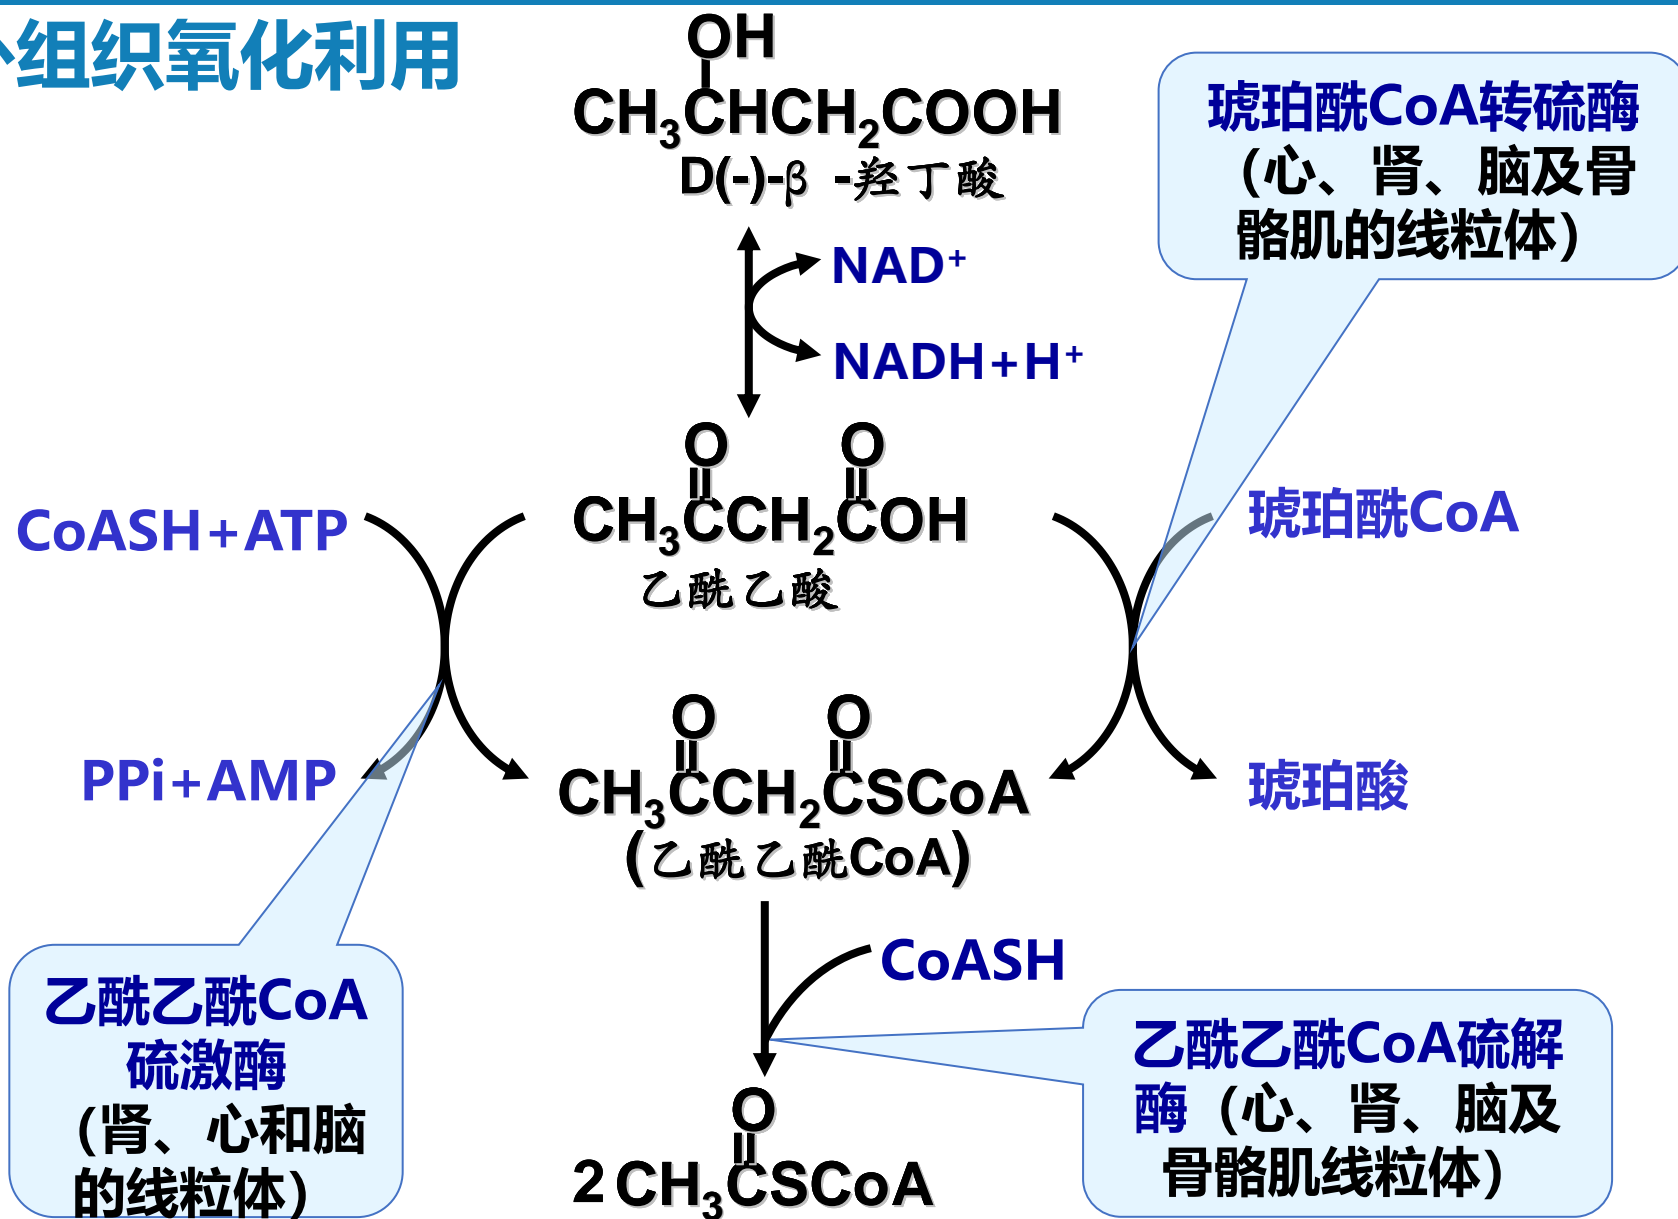 组织氧化利用
OH
CH₃CHCH₂COOH
D(-)-β -羟丁酸
琥珀酰CoA转硫酶
（心、肾、脑及骨
骼肌的线粒体）
NAD⁺
NADH+H⁺
O O
CH₃CCH₂COH
乙酰乙酸
CoASH+ATP
琥珀酰CoA
PPi+AMP
琥珀酸
O O
CH₃CCH₂CSCoA
(乙酰乙酰CoA)
CoASH
乙酰乙酰CoA
硫激酶
（肾、心和脑
的线粒体）
乙酰乙酰CoA硫解
酶（心、肾、脑及
骨骼肌线粒体）
O
2CH₃CSCoA